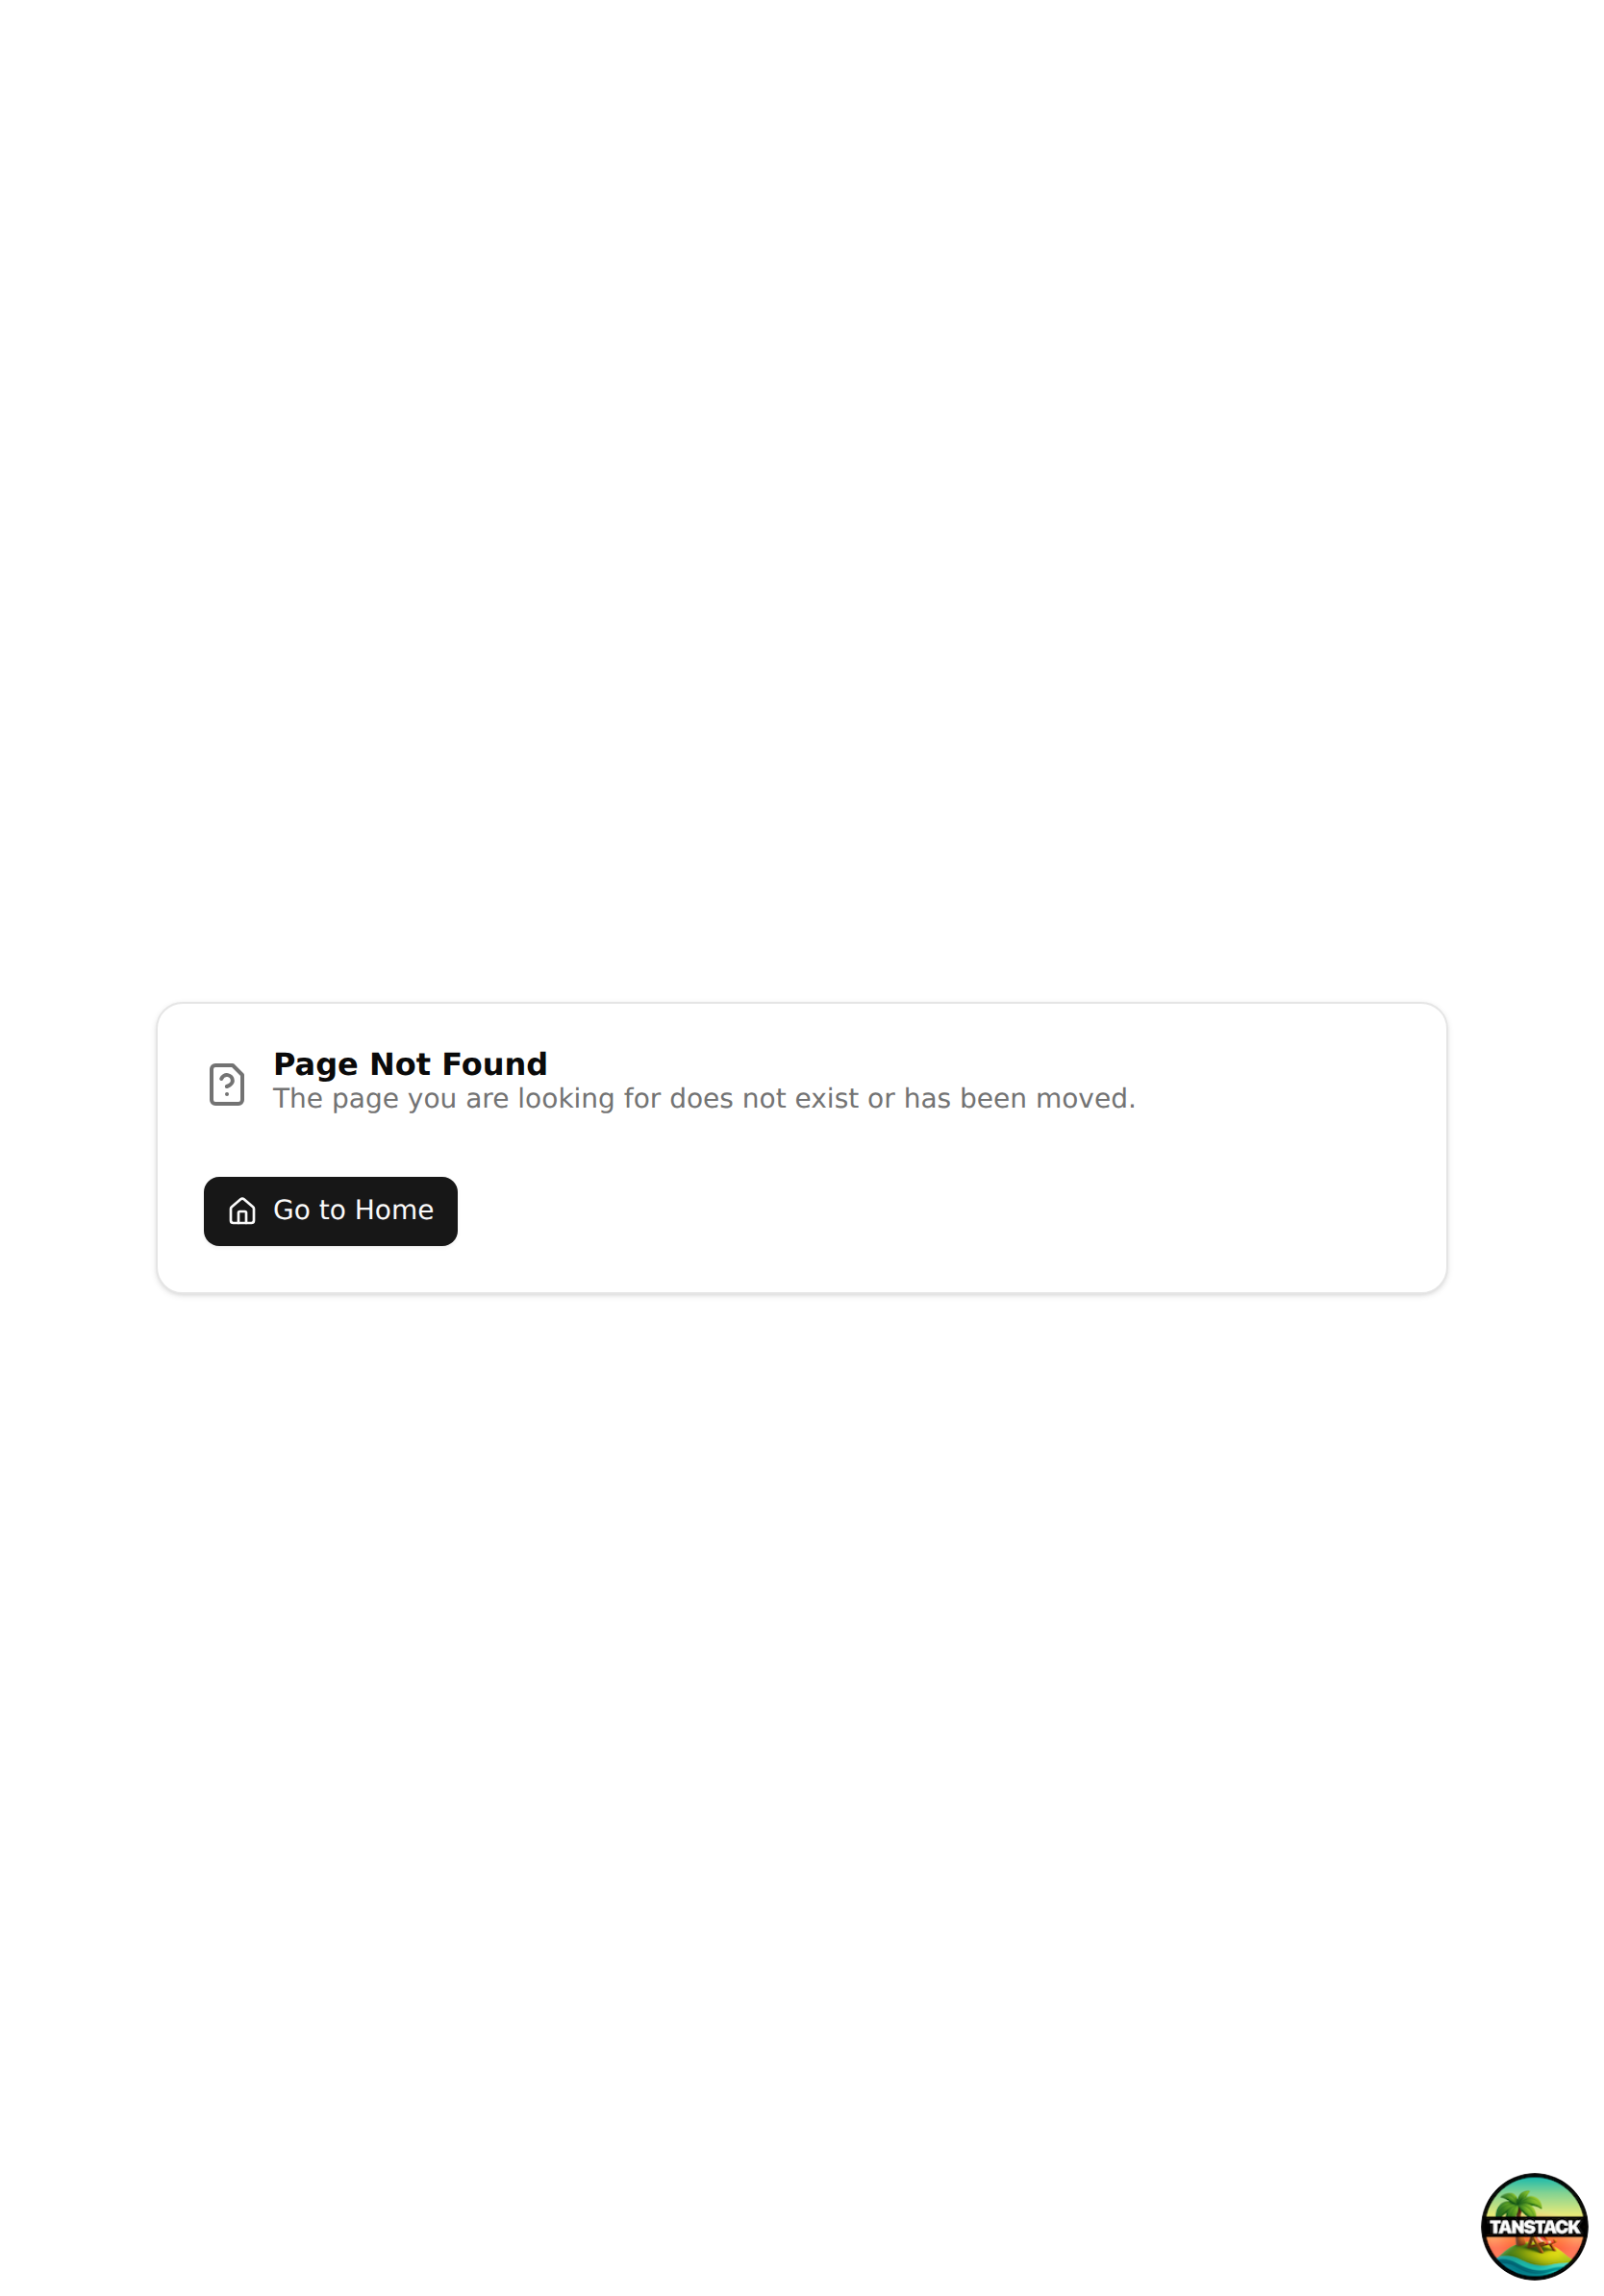 Page Not Found
The page you are looking for does not exist or has been moved.
Go to Home
TANSTACK